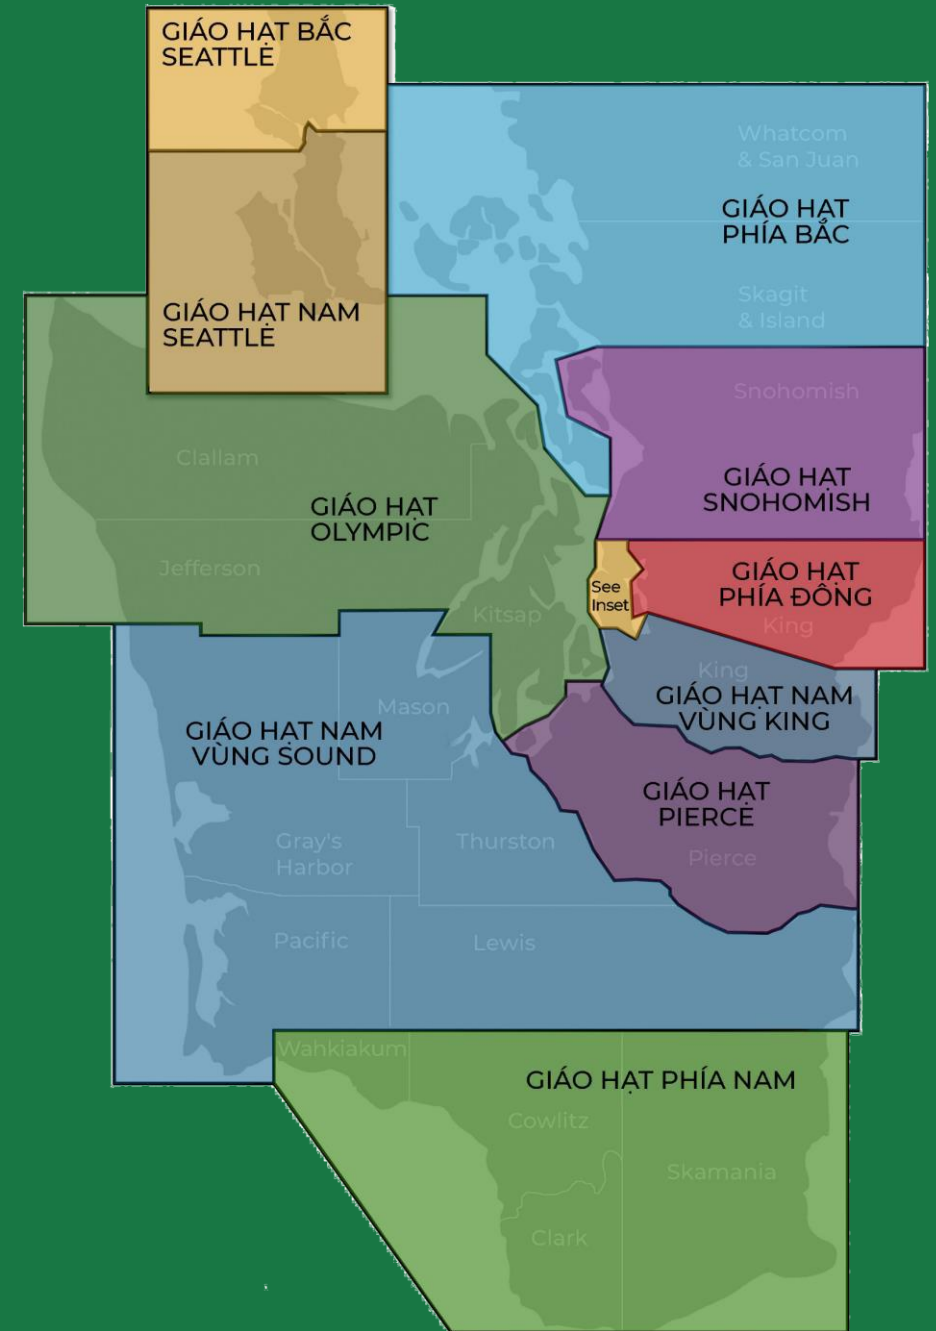 GIÁO HẠT BẮC
SEATTLE
GIÁO HẠT NAM
SEATTLE
Whatcom
& San Juan
GIÁO HẠT
PHÍA BẮC
Skagit
& Island
Snohomish
GIÁO HẠT
SNOHOMISH
Clallam
GIÁO HẠT
OLYMPIC
Jefferson
Kitsap
See
Inset
GIÁO HẠT
PHÍA ĐÔNG
King
King
GIÁO HẠT NAM
VÙNG KING
Mason
GIÁO HẠT NAM
VÙNG SOUND
GIÁO HẠT
PIERCE
Pierce
Gray's
Harbor
Thurston
Pacific
Lewis
Wahkiakum
GIÁO HẠT PHÍA NAM
Cowlitz
Skamania
Clark